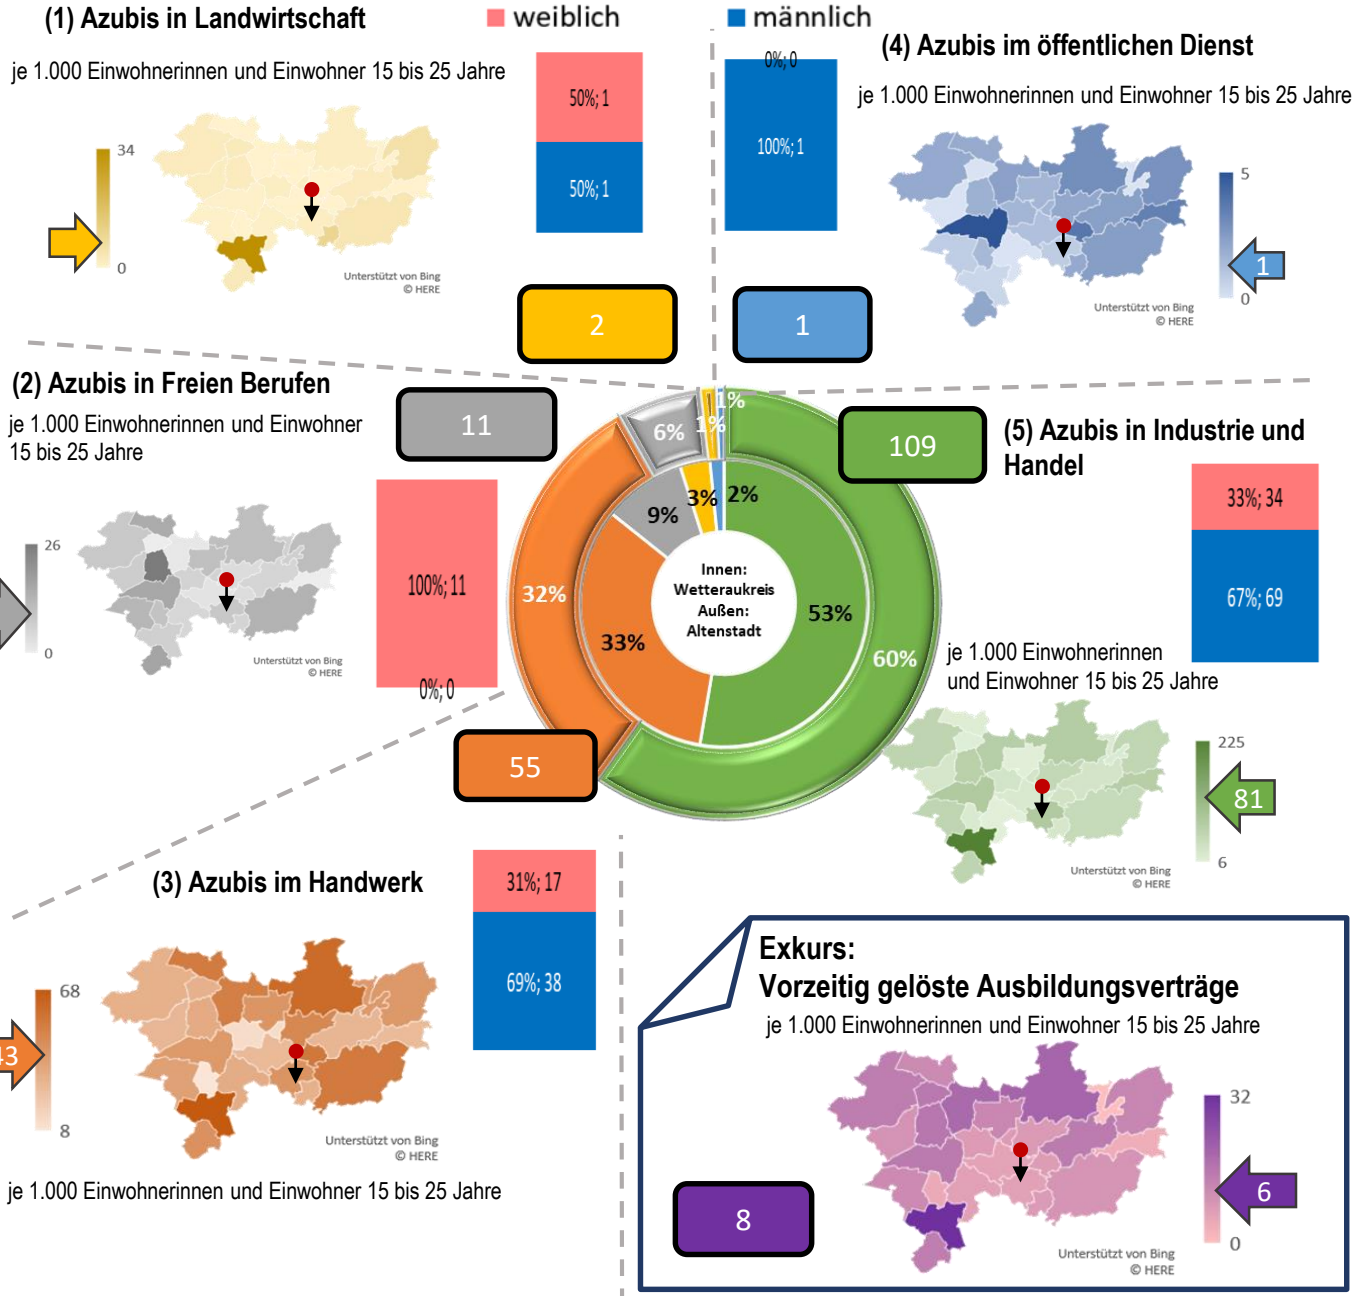 (1) Azubis in Landwirtschaft
weiblich
männlich
je 1.000 Einwohnerinnen und Einwohner 15 bis 25 Jahre
34
0
Unterstützt von Bing
© HERE
50%; 1
50%; 1
2
(4) Azubis im öffentlichen Dienst
je 1.000 Einwohnerinnen und Einwohner 15 bis 25 Jahre
0%; 0
100%; 1
5
1
0
Unterstützt von Bing
© HERE
1
(2) Azubis in Freien Berufen
je 1.000 Einwohnerinnen und Einwohner
15 bis 25 Jahre
26
0
Unterstützt von Bing
© HERE
11
100%; 11
0%; 0
6%
1%
1%
9%
3%
2%
32%
33%
53%
60%
Innen:
Wetteraukreis
Außen:
Altenstadt
109
(5) Azubis in Industrie und
Handel
33%; 34
67%; 69
je 1.000 Einwohnerinnen
und Einwohner 15 bis 25 Jahre
225
81
6
Unterstützt von Bing
© HERE
55
(3) Azubis im Handwerk
31%; 17
69%; 38
68
43
8
Unterstützt von Bing
© HERE
je 1.000 Einwohnerinnen und Einwohner 15 bis 25 Jahre
Exkurs:
Vorzeitig gelöste Ausbildungsverträge
je 1.000 Einwohnerinnen und Einwohner 15 bis 25 Jahre
32
6
0
Unterstützt von Bing
© HERE
8